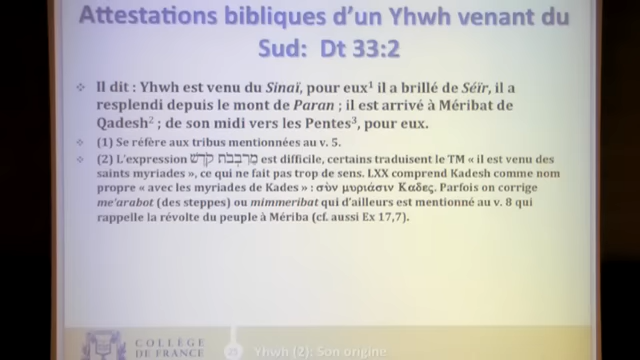 Attestations bibliques d'un Yhwh venant du
Sud: Dt 33:2
Il dit : Yhwh est venu du Sinaï, pour eux¹ il a brillé de Séïr, il a
resplendi depuis le mont de Paran ; il est arrivé à Méribat de
Qadesh² ; de son midi vers les Pentes³, pour eux.
(1) Se réfère aux tribus mentionnées au v. 5.
(2) L'expression מֵרִבְבֹת קֹדֶשׁ est difficile, certains traduisent le TM « il est venu des
saints myriades », ce qui ne fait pas trop de sens. LXX comprend Kadesh comme nom
propre « avec les myriades de Kades » : σὺν μυριάσιν Καδες. Parfois on corrige
me'arabot (des steppes) ou mimmeribat qui d'ailleurs est mentionné au v. 8 qui
rappelle la révolte du peuple à Mériba (cf. aussi Ex 17,7).
COLLÈGE
DE FRANCE
Yhwh (2): Son origine